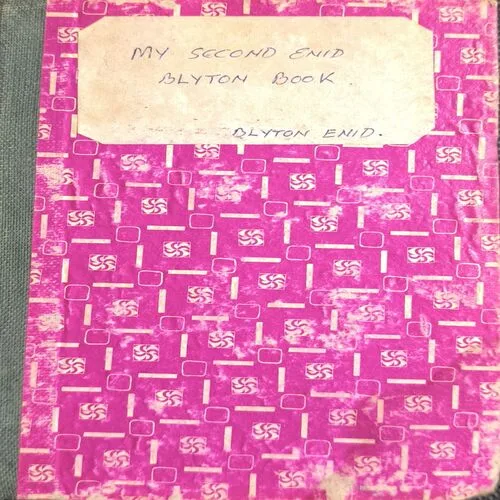 MY SECOND ENID
BLYTON BOOK.
BLYTON ENID.